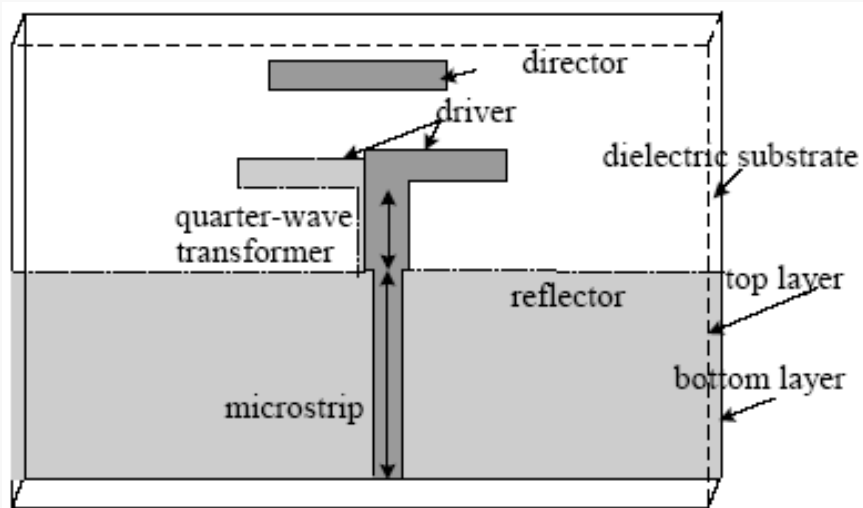 director
driver
dielectric substrate
quarter-wave
transformer
top layer
reflector
bottom layer
microstrip